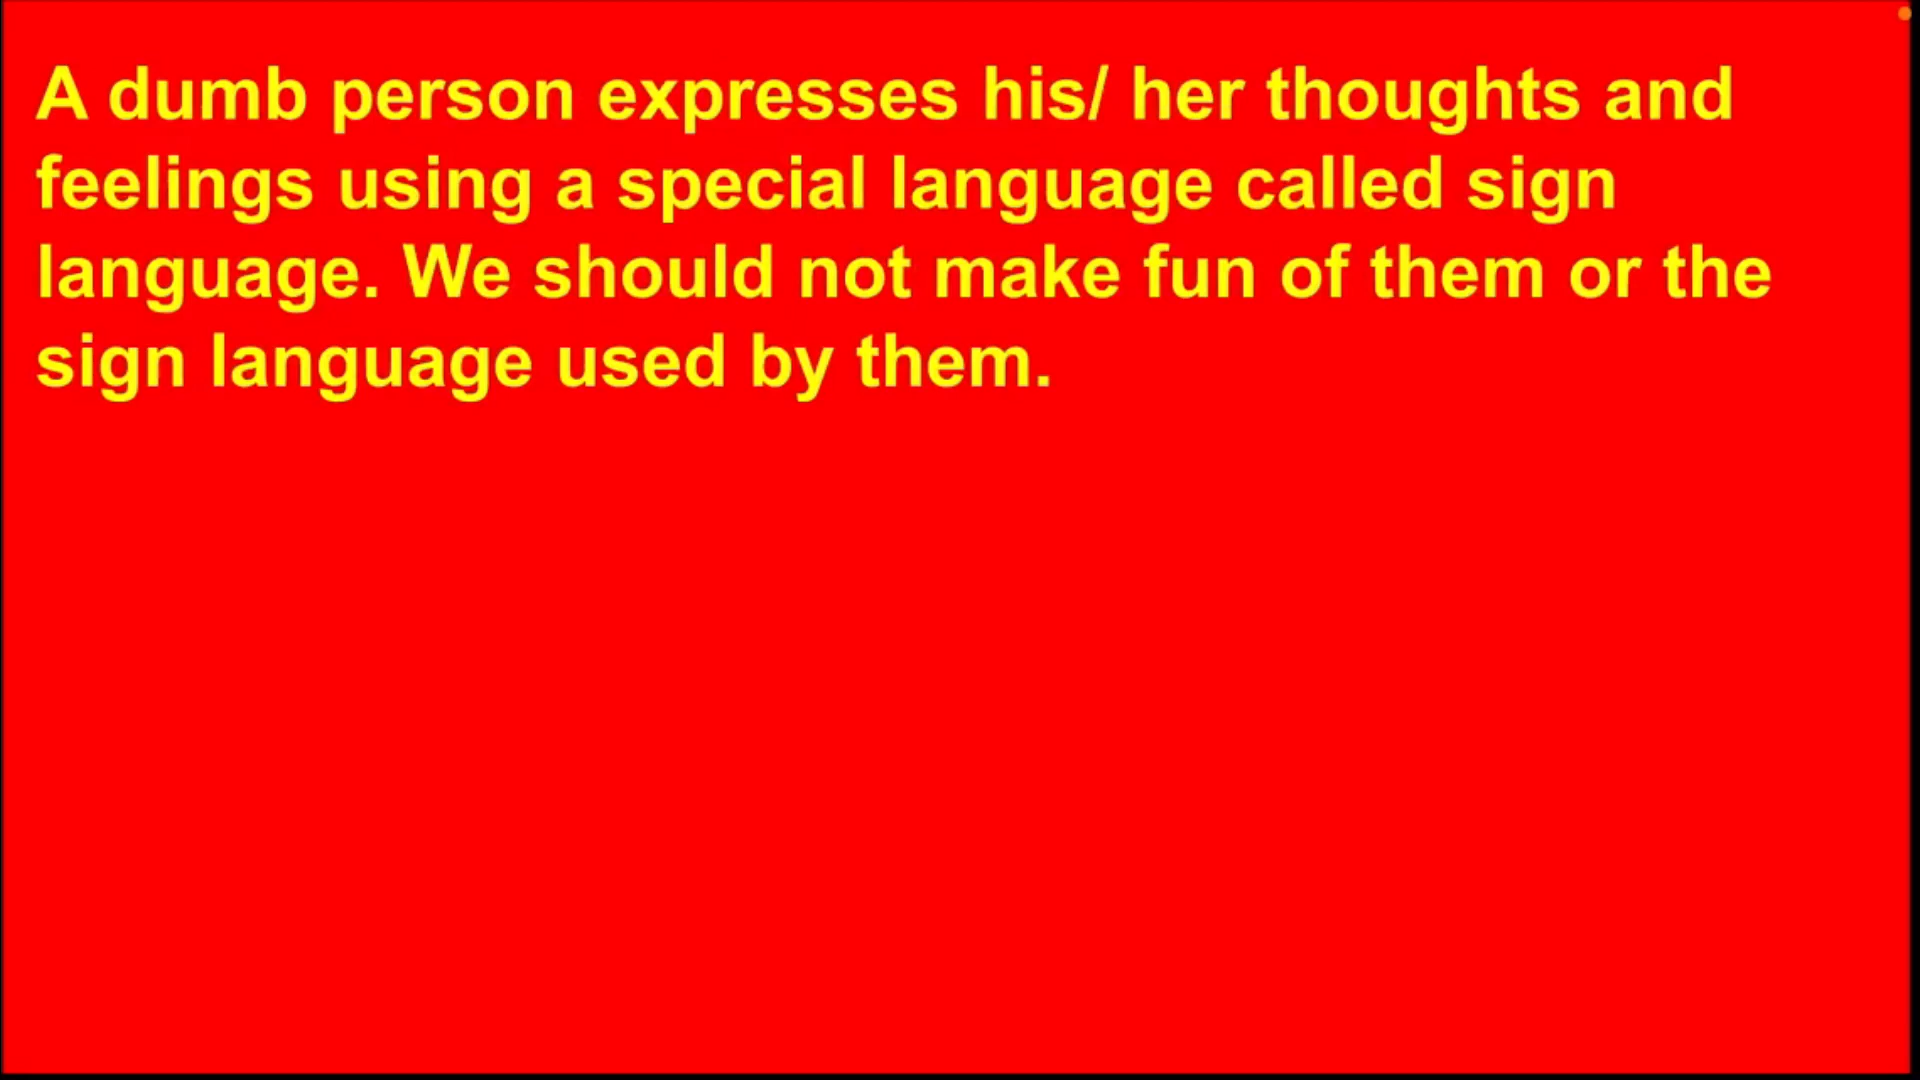 A dumb person expresses his/ her thoughts and
feelings using a special language called sign
language. We should not make fun of them or the
sign language used by them.